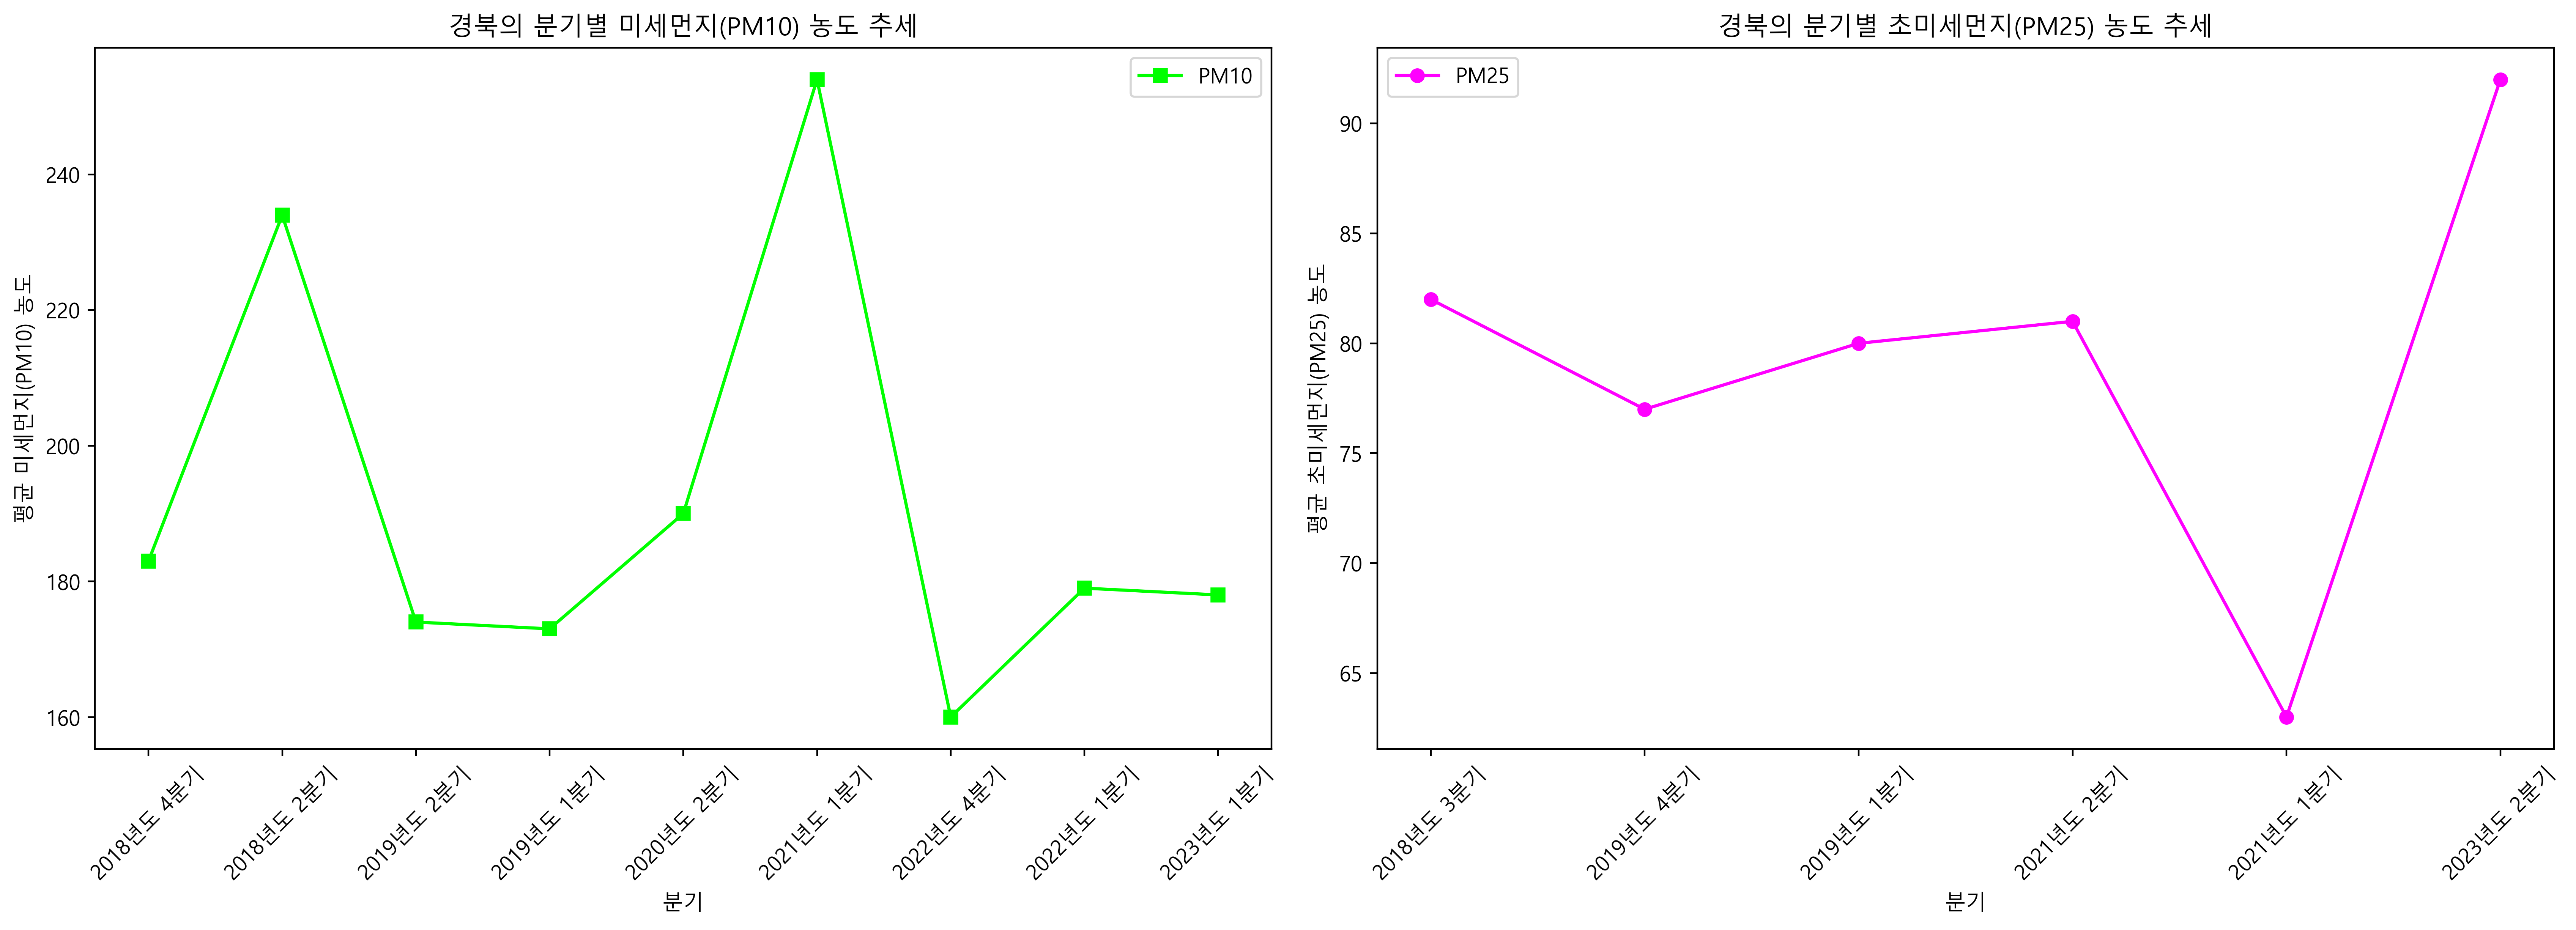 경북의 분기별 미세먼지(PM10) 농도 추세
PM10
평균 미세먼지(PM10) 농도
240
220
200
180
160
2018년도 4분기
2018년도 2분기
2019년도 2분기
2019년도 1분기
2020년도 2분기
2021년도 1분기
2022년도 4분기
2022년도 1분기
2023년도 1분기
분기
경북의 분기별 초미세먼지(PM25) 농도 추세
PM25
평균 초미세먼지(PM25) 농도
90
85
80
75
70
65
2018년도 3분기
2019년도 4분기
2019년도 1분기
2021년도 2분기
2021년도 1분기
2023년도 2분기
분기